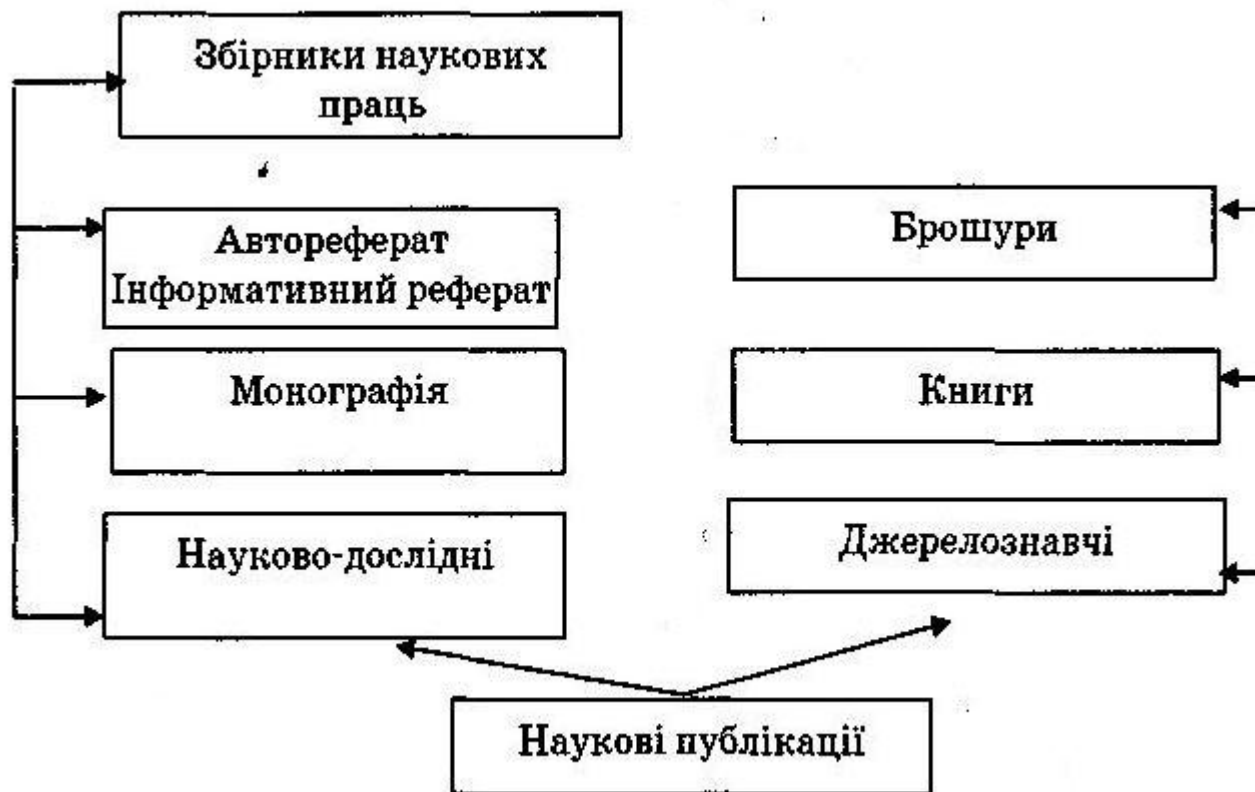 Збірники наукових
праць
Автореферат
Інформативний реферат
Монографія
Науково-дослідні
Брошури
Книги
Джерелознавчі
Наукові публікації